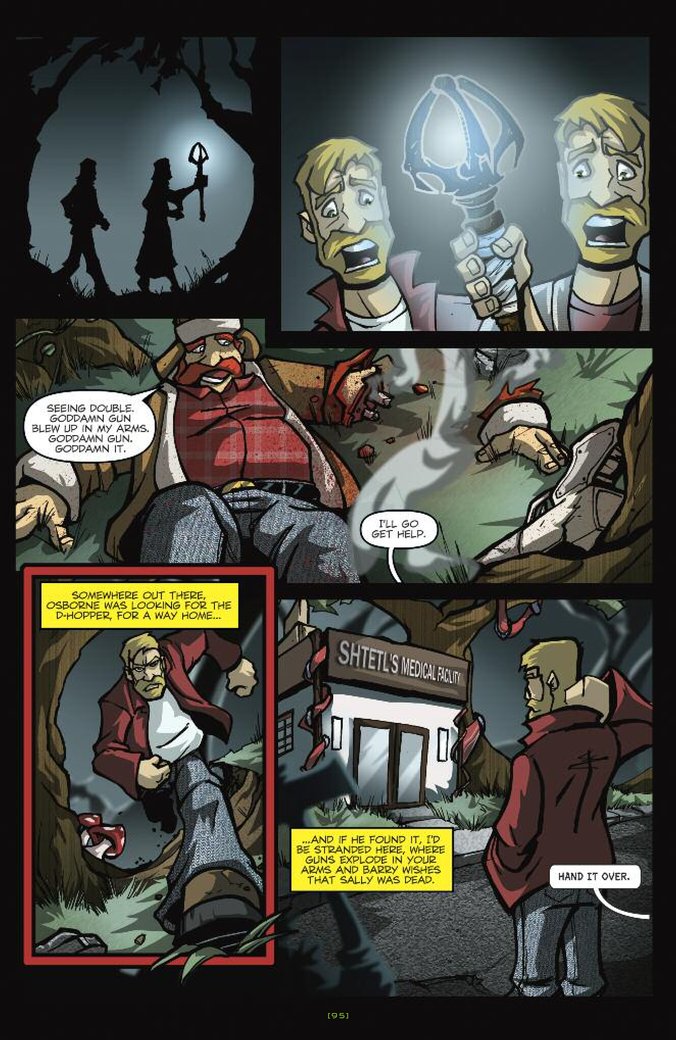 SEEING DOUBLE.
GODDAMN GUN
BLEW UP IN MY ARMS.
GODDAMN GUN.
GODDAMN IT.
I'LL GO
GET HELP.
SOMEWHERE OUT THERE,
OSBORNE WAS LOOKING FOR THE
D-HOPPER, FOR A WAY HOME...
SHTETL'S MEDICAL FACILITY
...AND IF HE FOUND IT, I'D
BE STRANDED HERE, WHERE
GUNS EXPLODE IN YOUR
ARMS AND BARRY WISHES
THAT SALLY WAS DEAD.
HAND IT OVER.
[95]